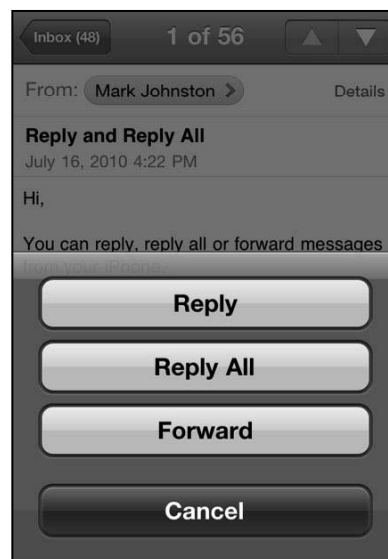 Inbox (48)
1 of 56
From: Mark Johnston
Details
Reply and Reply All
July 16, 2010 4:22 PM
Hi,
You can reply, reply all or forward messages
from your iPhone.
Reply
Reply All
Forward
Cancel